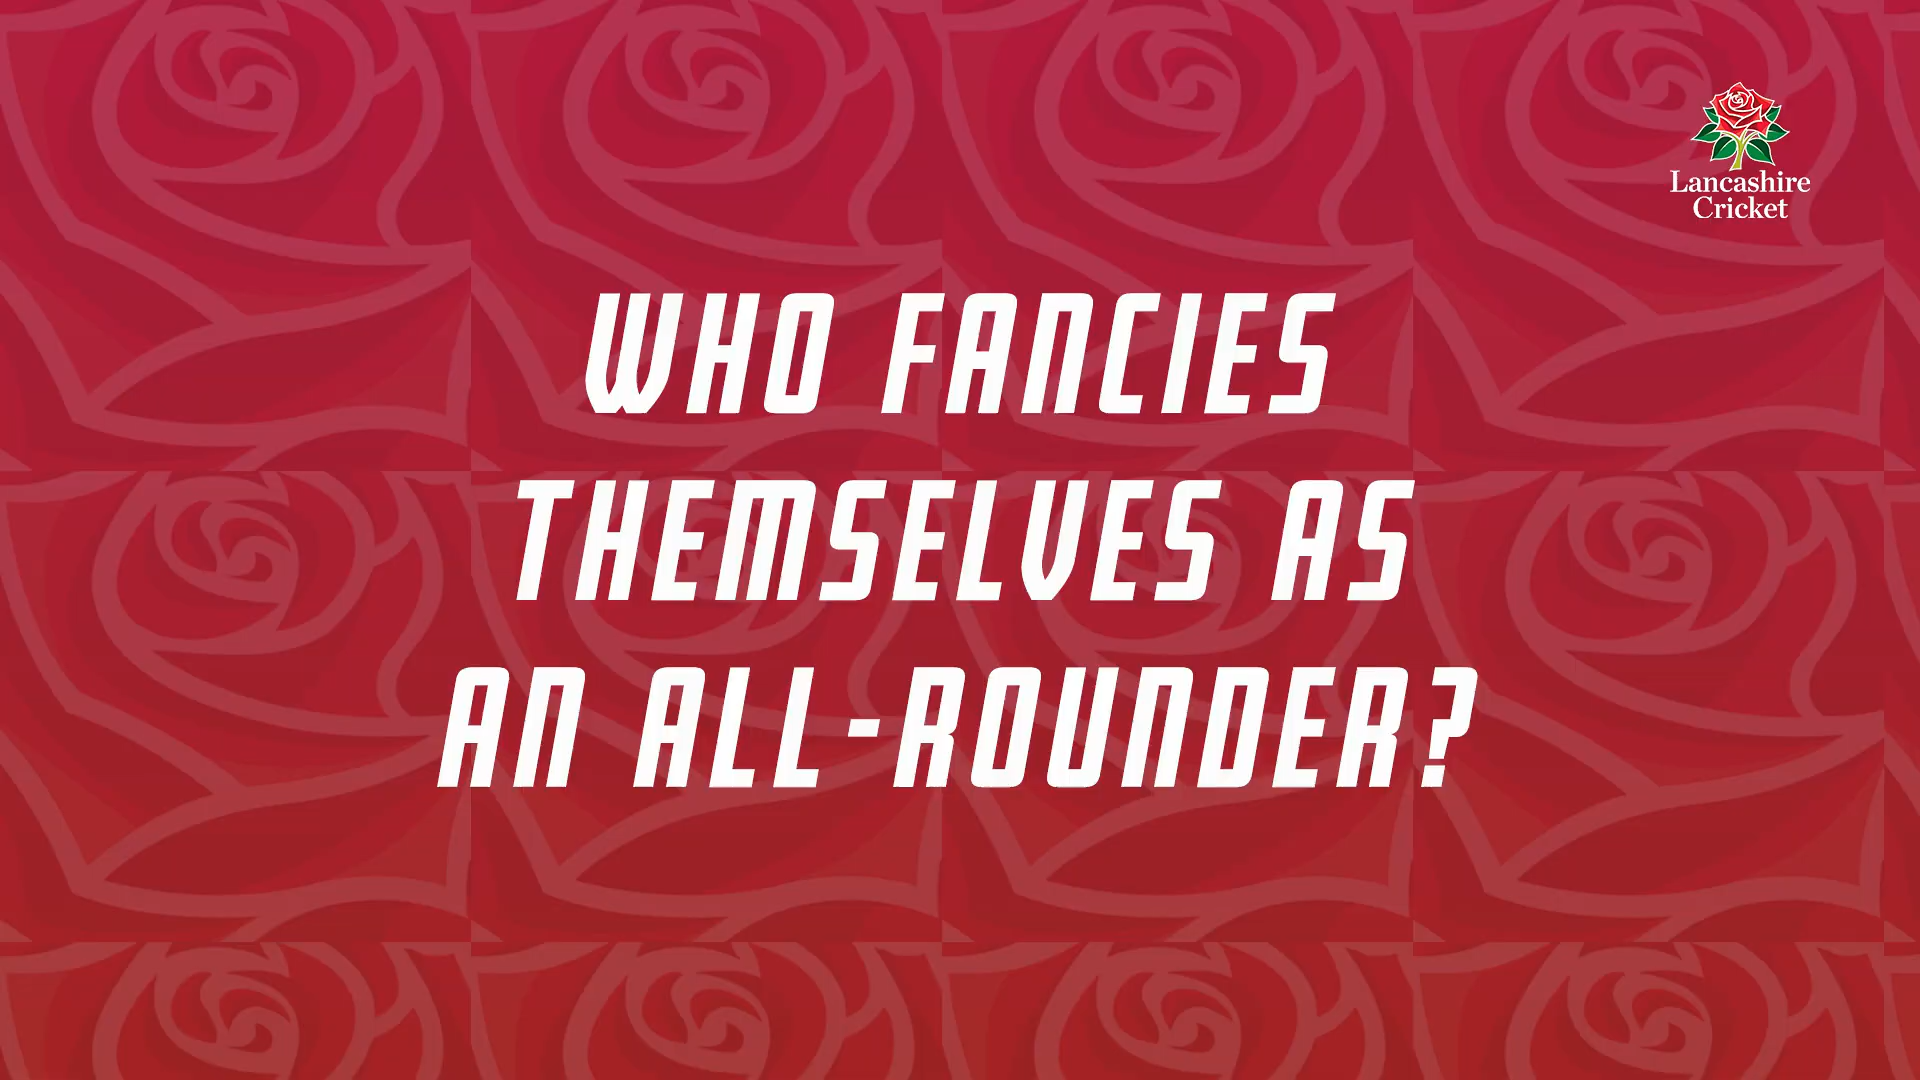 Lancashire
Cricket
WHO FANCIES
THEMSELVES AS
AN ALL-ROUNDER?